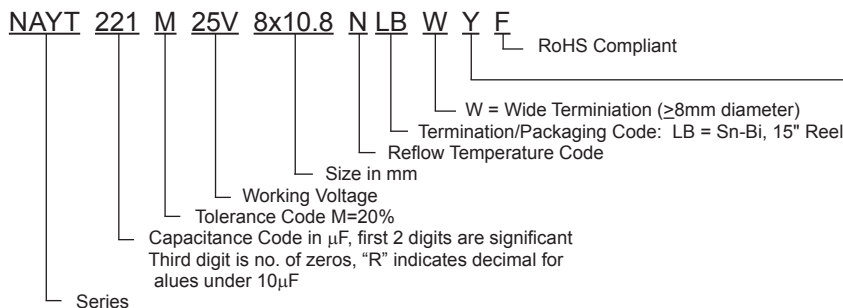 NAYT 221 M 25V 8x10.8 N LB W Y F
RoHS Compliant
W = Wide Terminiation (≥8mm diameter)
Termination/Packaging Code: LB = Sn-Bi, 15" Reel
Reflow Temperature Code
Size in mm
Working Voltage
Tolerance Code M=20%
Capacitance Code in μF, first 2 digits are significant
Third digit is no. of zeros, “R” indicates decimal for
alues under 10μF
Series